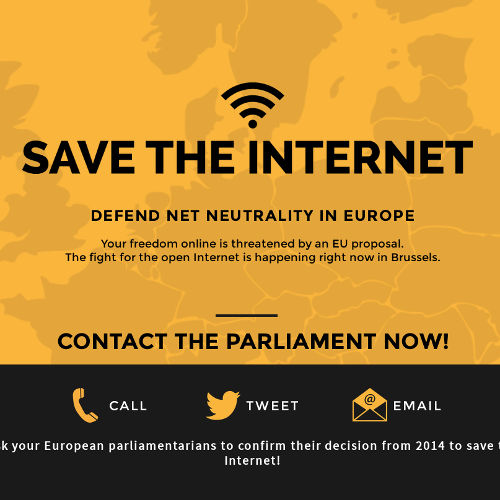 SAVE THE INTERNET
DEFEND NET NEUTRALITY IN EUROPE
Your freedom online is threatened by an EU proposal.
The fight for the open Internet is happening right now in Brussels.
CONTACT THE PARLIAMENT NOW!
CALL TWEET @ EMAIL
your European parliamentarians to confirm their decision from 2014 to save
Internet!